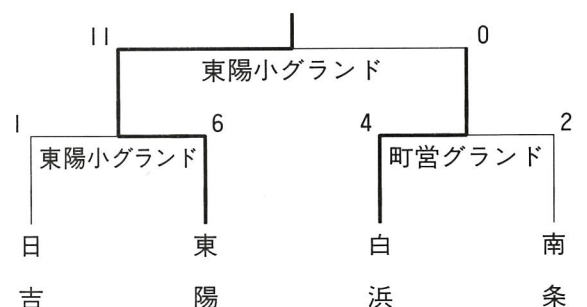 11 0
東陽小グランド
1 6 4 2
東陽小グランド 町営グランド
日吉 東陽 白浜 南条